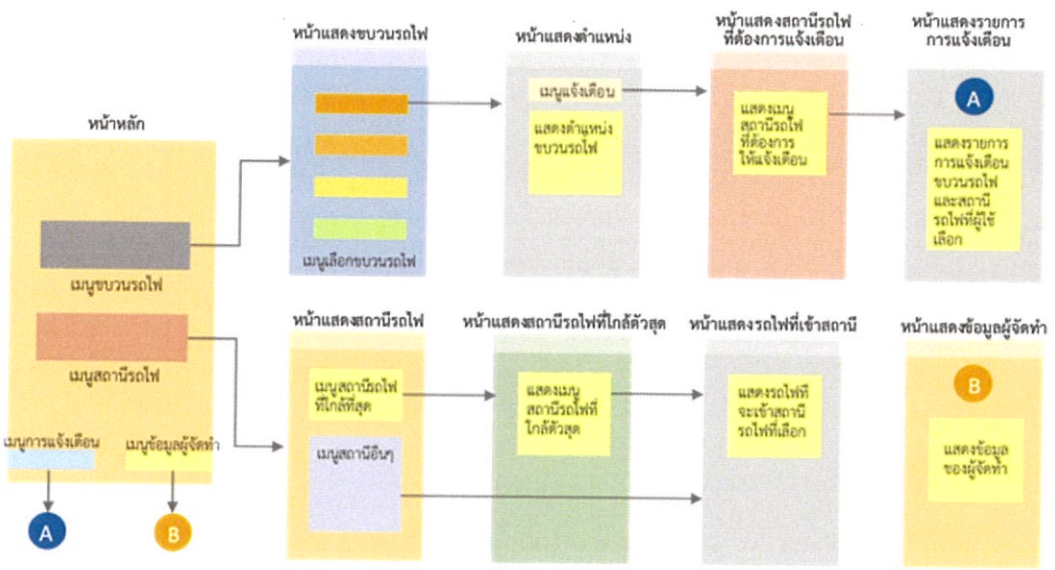 หน้าหลัก
เมนูขบวนรถไฟ
เมนูสถานีรถไฟ
เมนูการแจ้งเตือน
เมนูข้อมูลผู้จัดทำ
A
B
หน้าแสดงขบวนรถไฟ
เมนูเลือกขบวนรถไฟ
หน้าแสดงตำแหน่ง
เมนูแจ้งเตือน
แสดงตำแหน่ง
ขบวนรถไฟ
หน้าแสดงสถานีรถไฟ
ที่ต้องการแจ้งเตือน
แสดงเมนู
สถานีรถไฟ
ที่ต้องการ
ให้แจ้งเตือน
หน้าแสดงรายการ
การแจ้งเตือน
A
แสดงรายการ
การแจ้งเตือน
ขบวนรถไฟ
และสถานี
รถไฟที่ผู้ใช้
เลือก
หน้าแสดงสถานีรถไฟ
เมนูสถานีรถไฟ
ที่ใกล้ที่สุด
เมนูสถานีอื่นๆ
หน้าแสดงสถานีรถไฟที่ใกล้ตัวสุด
แสดงเมนู
สถานีรถไฟที่
ใกล้ตัวสุด
หน้าแสดงรถไฟที่เข้าสถานี
แสดงรถไฟที่
จะเข้าสถานี
รถไฟที่เลือก
หน้าแสดงข้อมูลผู้จัดทำ
B
แสดงข้อมูล
ของผู้จัดทำ